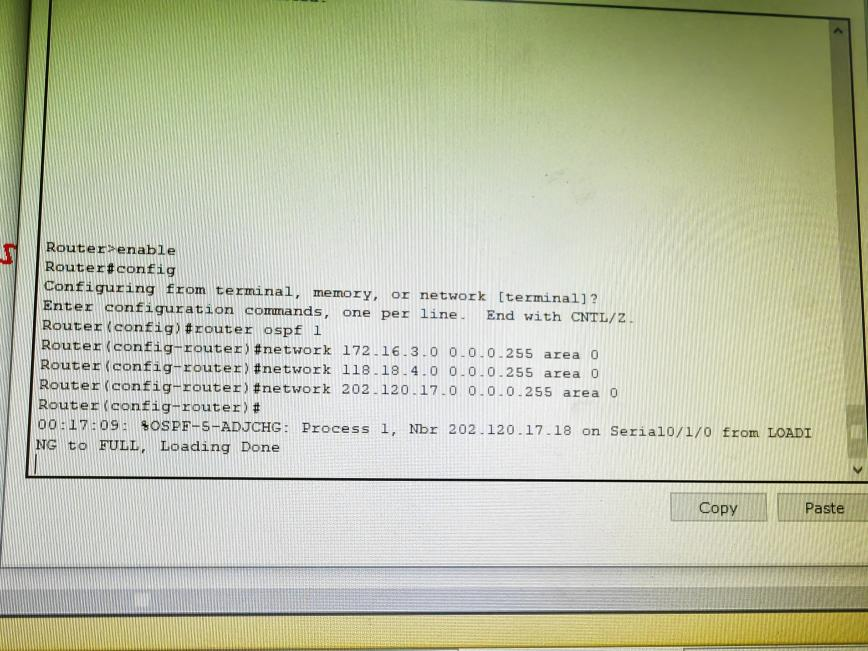 Router>enable
Router#config
Configuring from terminal, memory, or network [terminal]?
Enter configuration commands, one per line.  End with CNTL/Z.
Router(config)#router ospf 1
Router(config-router)#network 172.16.3.0 0.0.0.255 area 0
Router(config-router)#network 118.18.4.0 0.0.0.255 area 0
Router(config-router)#network 202.120.17.0 0.0.0.255 area 0
Router(config-router)#
00:17:09: %OSPF-5-ADJCHG: Process 1, Nbr 202.120.17.18 on Serial0/1/0 from LOADI
NG to FULL, Loading Done
Copy Paste